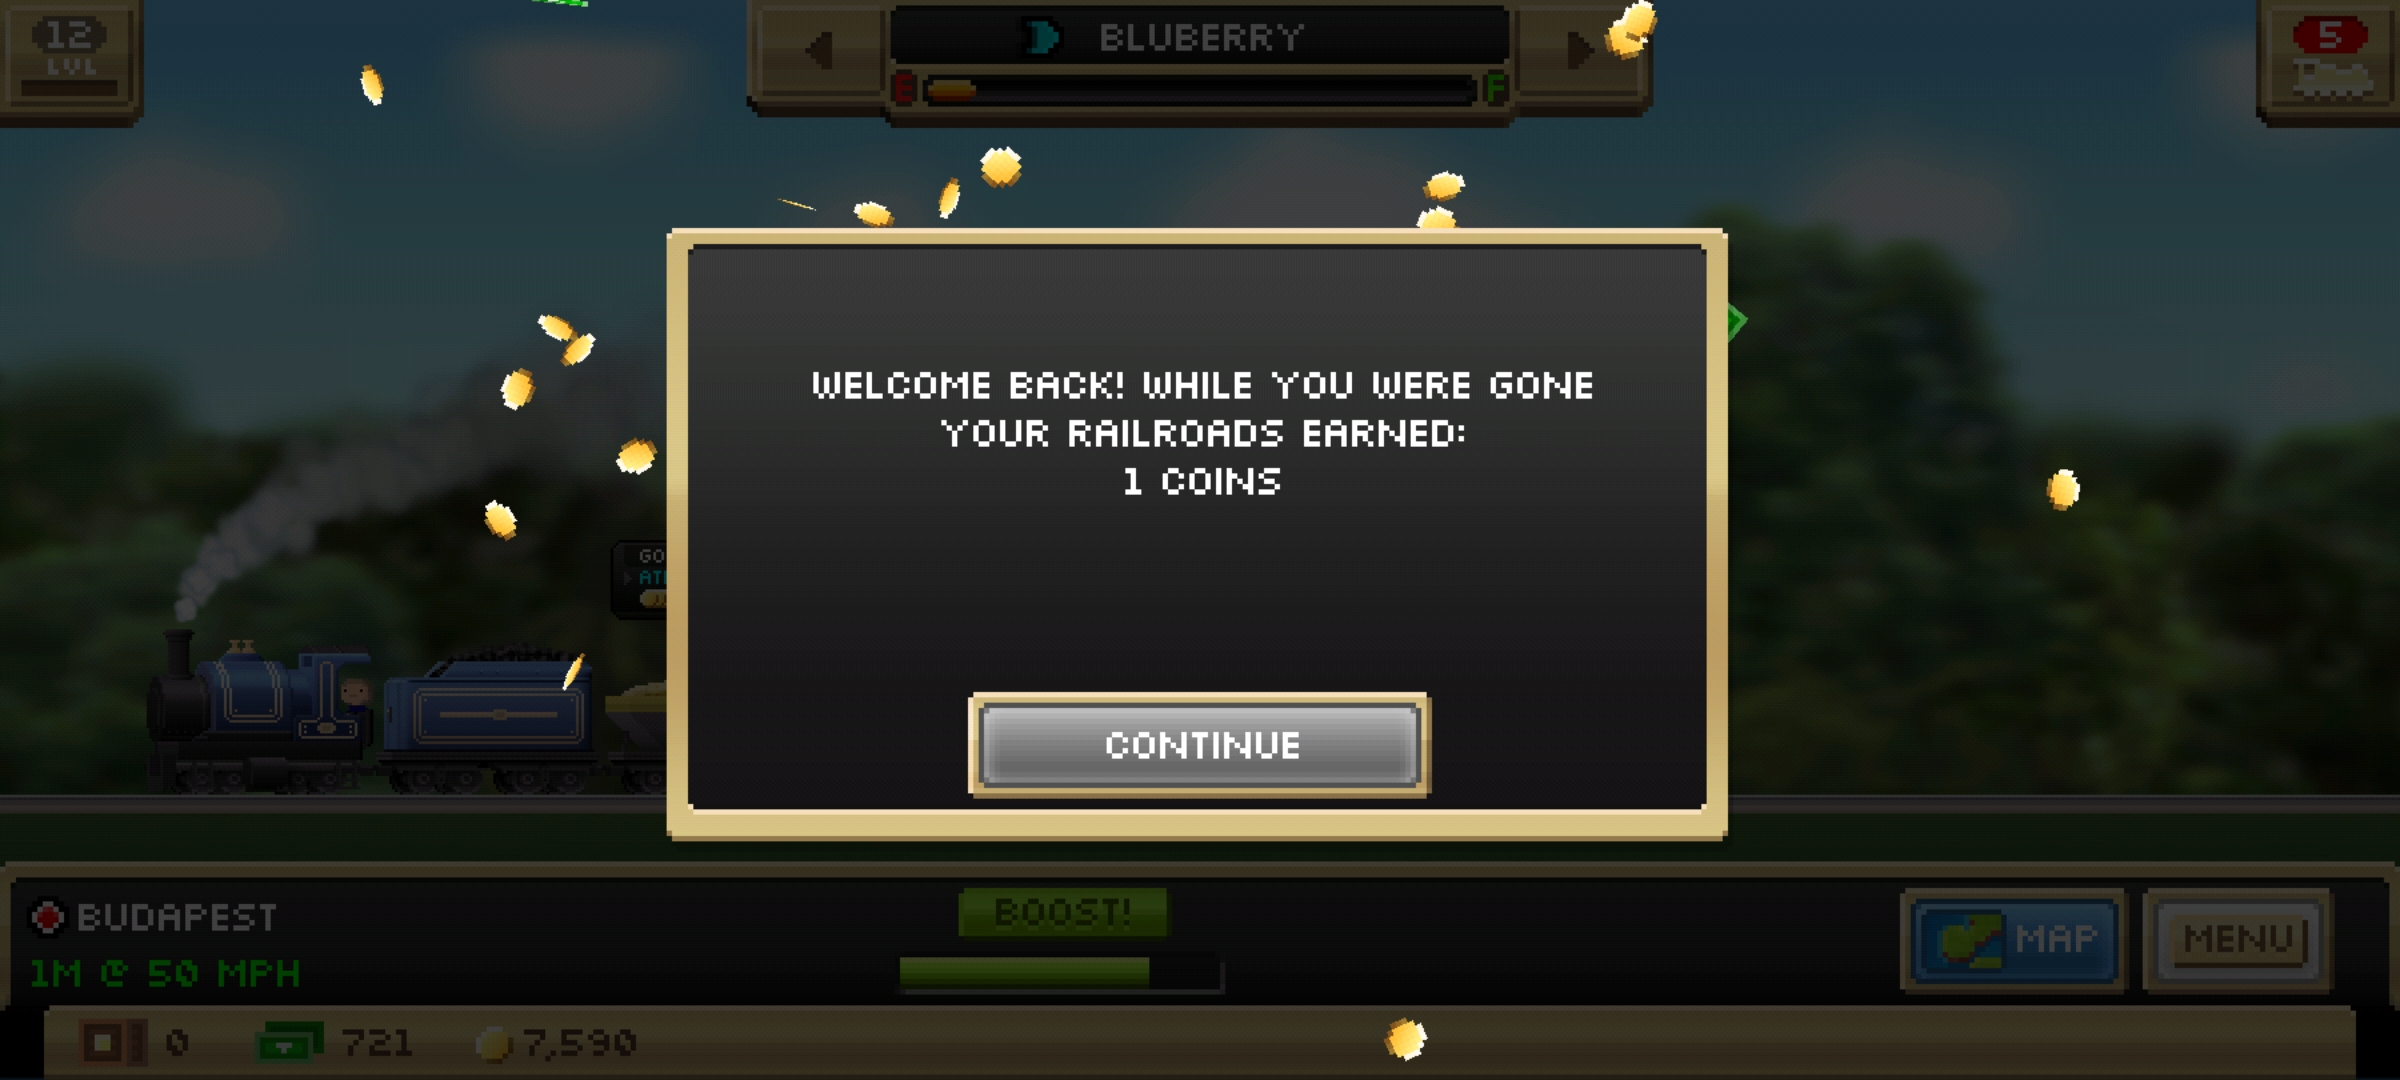 12
LVL
BLUBERRY
E
F
5
WELCOME BACK! WHILE YOU WERE GONE
YOUR RAILROADS EARNED:
1 COINS
CONTINUE
BUDAPEST
1M @ 50 MPH
BOOST!
MAP
MENU
0
721
7,590